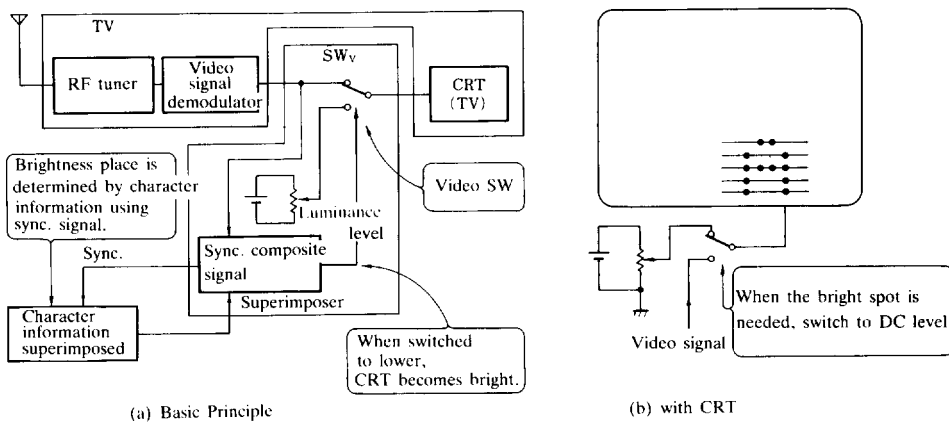 TV
SWv
RF tuner
Video
signal
demodulator
CRT
(TV)
Brightness place is
determined by character
information using
sync. signal.
Video SW
Luminance
level
Sync.
Sync. composite
signal
Superimposer
Character
information
superimposed
When switched
to lower,
CRT becomes bright.
(a) Basic Principle
When the bright spot is
needed, switch to DC level
Video signal
(b) with CRT